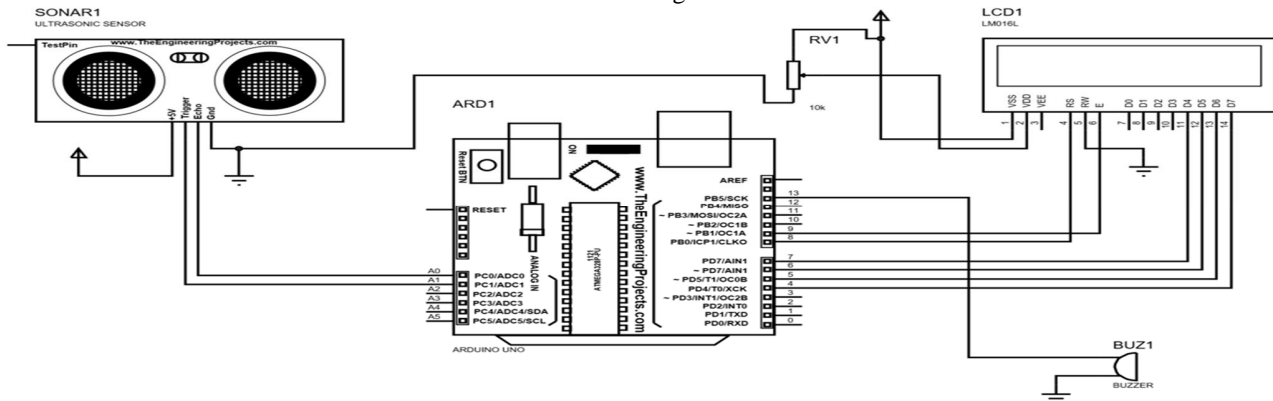 SONAR1
ULTRASONIC SENSOR
TestPin
www.TheEngineeringProjects.com
+5V
Trigger
Echo
Gnd
RV1
10k
LCD1
LM016L
VSS
VDD
VEE
RS
RW
E
D0
D1
D2
D3
D4
D5
D6
D7
1
2
3
4
5
6
7
8
9
10
11
12
13
14
ARD1
Reset BTN
ON
www.TheEngineeringProjects.com
ANALOG IN
RESET
A0 PC0/ADC0
A1 PC1/ADC1
A2 PC2/ADC2
A3 PC3/ADC3
A4 PC4/ADC4/SDA
A5 PC5/ADC5/SCL
AREF
PB5/SCK 13
PB4/MISO 12
~ PB3/MOSI/OC2A 11
~ PB2/OC1B 10
~ PB1/OC1A 9
PB0/ICP1/CLKO 8
PD7/AIN1 7
~ PD7/AIN1 6
~ PD5/T1/OC0B 5
PD4/T0/XCK 4
~ PD3/INT1/OC2B 3
PD2/INT0 2
PD1/TXD 1
PD0/RXD 0
ARDUINO UNO
BUZ1
BUZZER